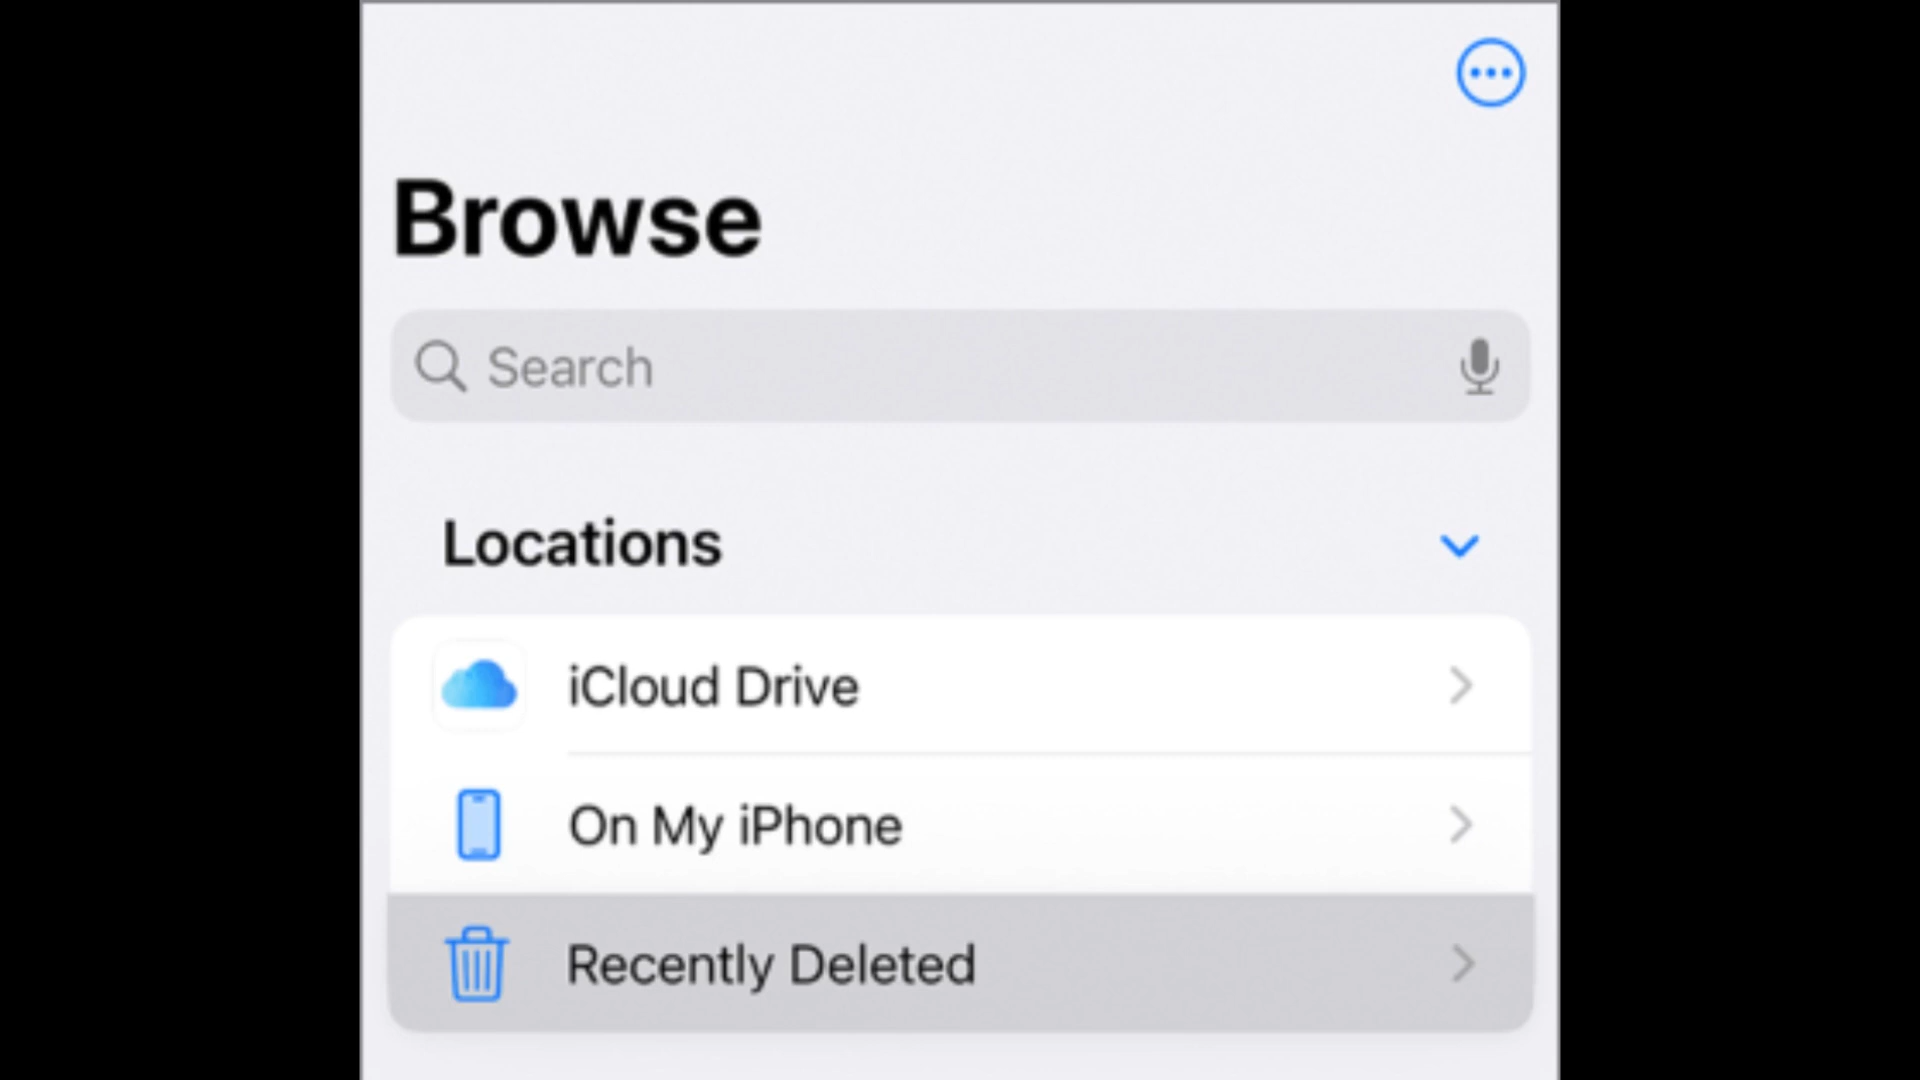 Browse
Search
Locations
iCloud Drive
On My iPhone
Recently Deleted